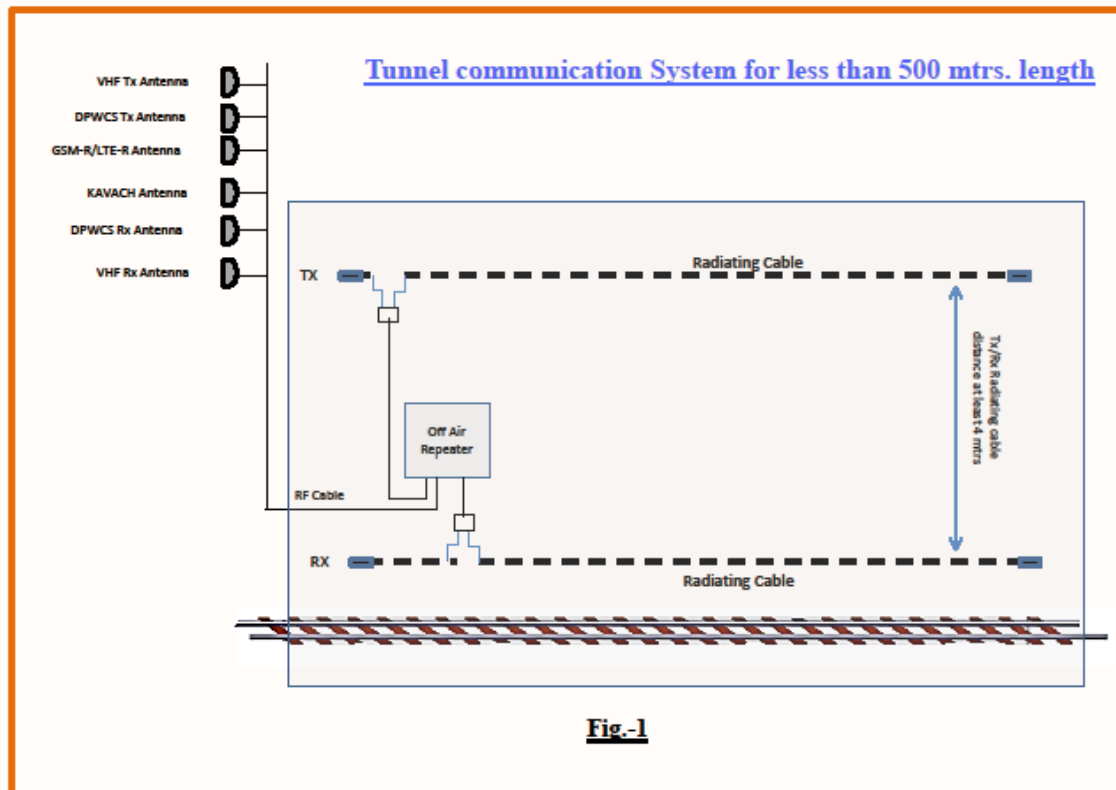 Tunnel communication System for less than 500 mtrs. length
VHF Tx Antenna
DPWCS Tx Antenna
GSM-R/LTE-R Antenna
KAVACH Antenna
DPWCS Rx Antenna
VHF Rx Antenna
TX
Radiating Cable
Tx/Rx Radiating cable
distance at least 4 mtrs
Off Air
Repeater
RF Cable
RX
Radiating Cable
Fig.-1